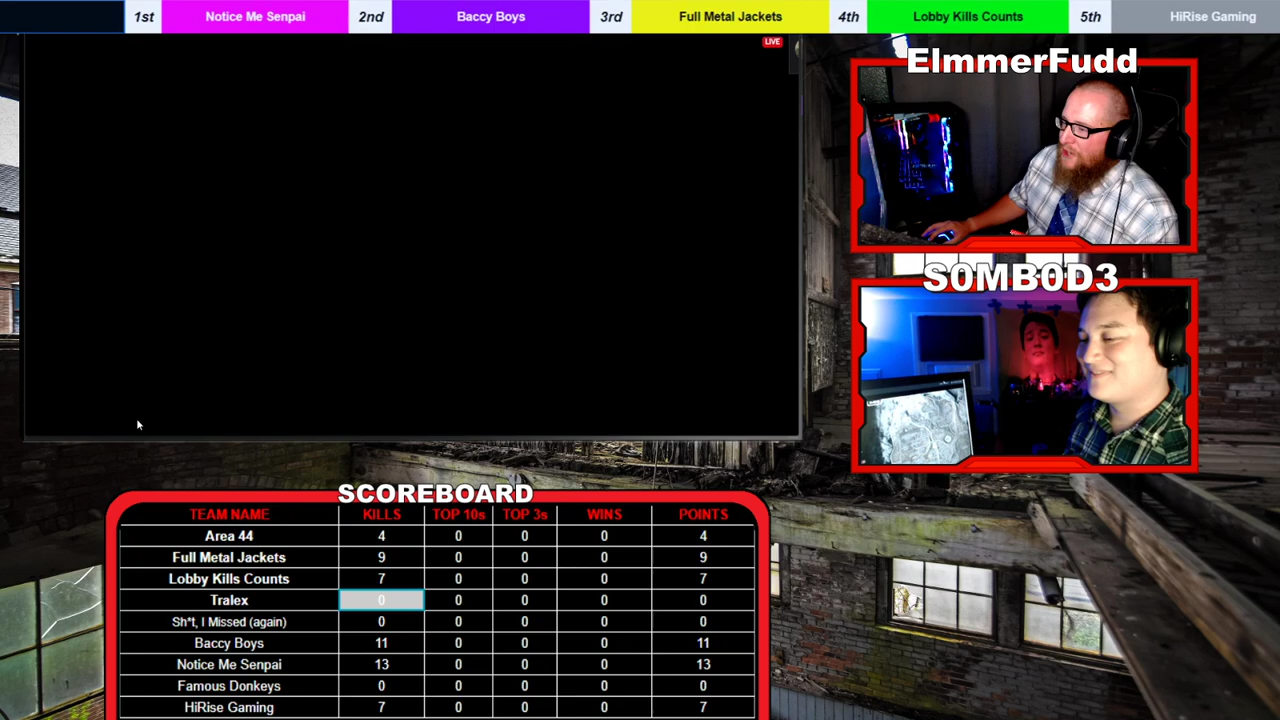 1st Notice Me Senpai 2nd Baccy Boys 3rd Full Metal Jackets 4th Lobby Kills Counts 5th HiRise Gaming
LIVE
ElmmerFudd
S0MB0D3
SCOREBOARD
TEAM NAME KILLS TOP 10s TOP 3s WINS POINTS
Area 44 4 0 0 0 4
Full Metal Jackets 9 0 0 0 9
Lobby Kills Counts 7 0 0 0 7
Tralex 0 0 0 0 0
Sh*t, I Missed (again) 0 0 0 0 0
Baccy Boys 11 0 0 0 11
Notice Me Senpai 13 0 0 0 13
Famous Donkeys 0 0 0 0 0
HiRise Gaming 7 0 0 0 7